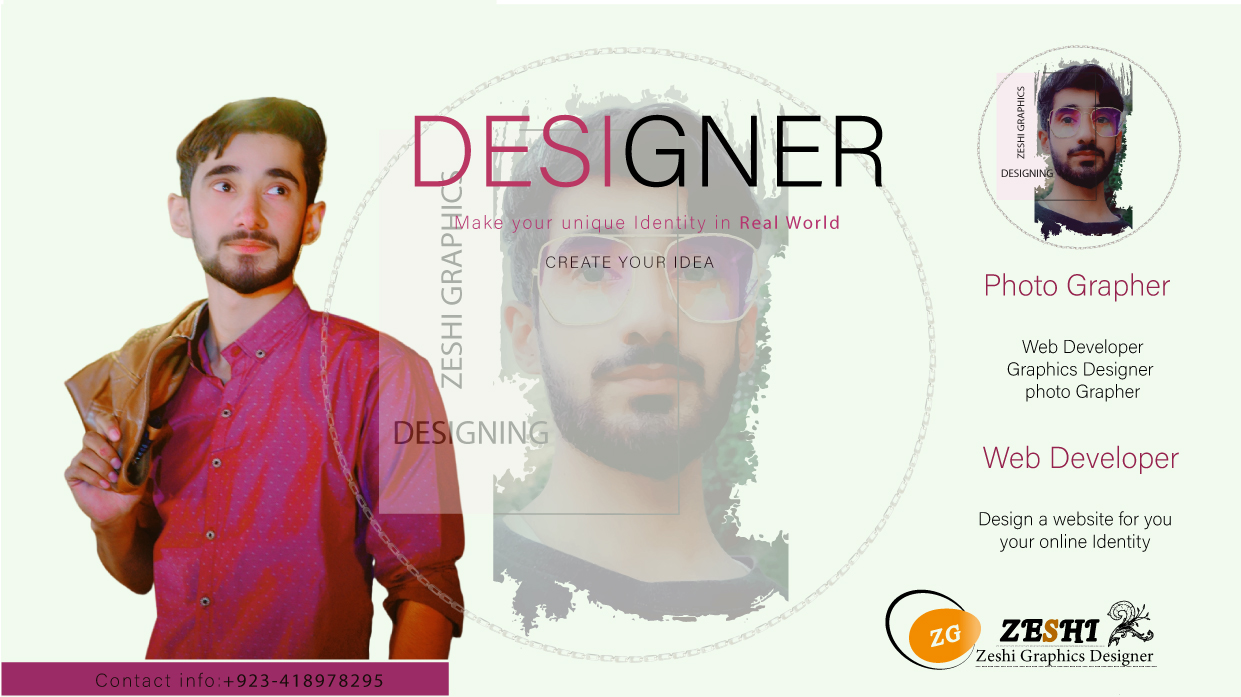 DESIGNER
Make your unique Identity in Real World
CREATE YOUR IDEA
ZESHI GRAPHICS
DESIGNING
ZESHI GRAPHICS
DESIGNING
Photo Grapher
Web Developer
Graphics Designer
photo Grapher
Web Developer
Design a website for you
your online Identity
ZG
ZESHI
Zeshi Graphics Designer
Contact info:+923-418978295